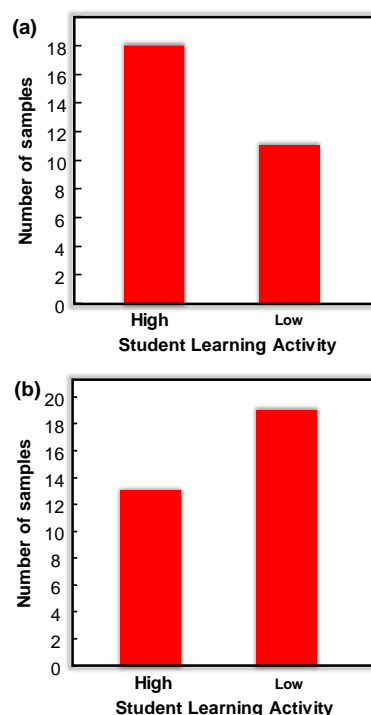 (a)
Number of samples
18
16
14
12
10
8
6
4
2
0
High Low
Student Learning Activity
(b)
Number of samples
20
18
16
14
12
10
8
6
4
2
0
High Low
Student Learning Activity